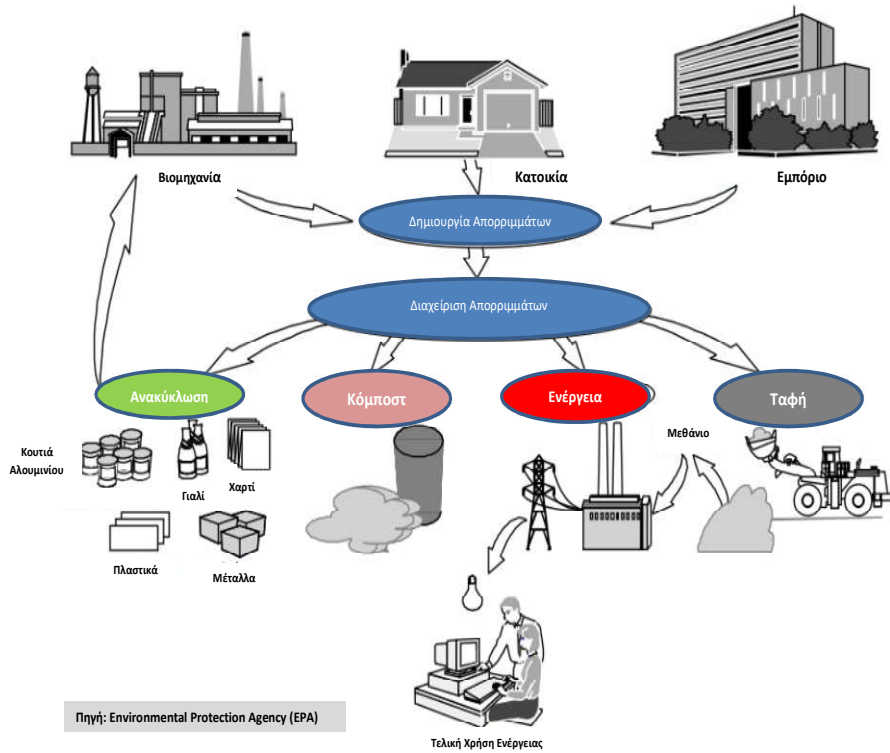 Βιομηχανία
Κατοικία
Εμπόριο
Δημιουργία Απορριμμάτων
Διαχείριση Απορριμμάτων
Ανακύκλωση
Κόμποστ
Ενέργεια
Ταφή
Κουτιά
Αλουμινίου
Γιαλί
Χαρτί
Μεθάνιο
Πλαστικά
Μέταλλα
Πηγή: Environmental Protection Agency (EPA)
Τελική Χρήση Ενέργειας